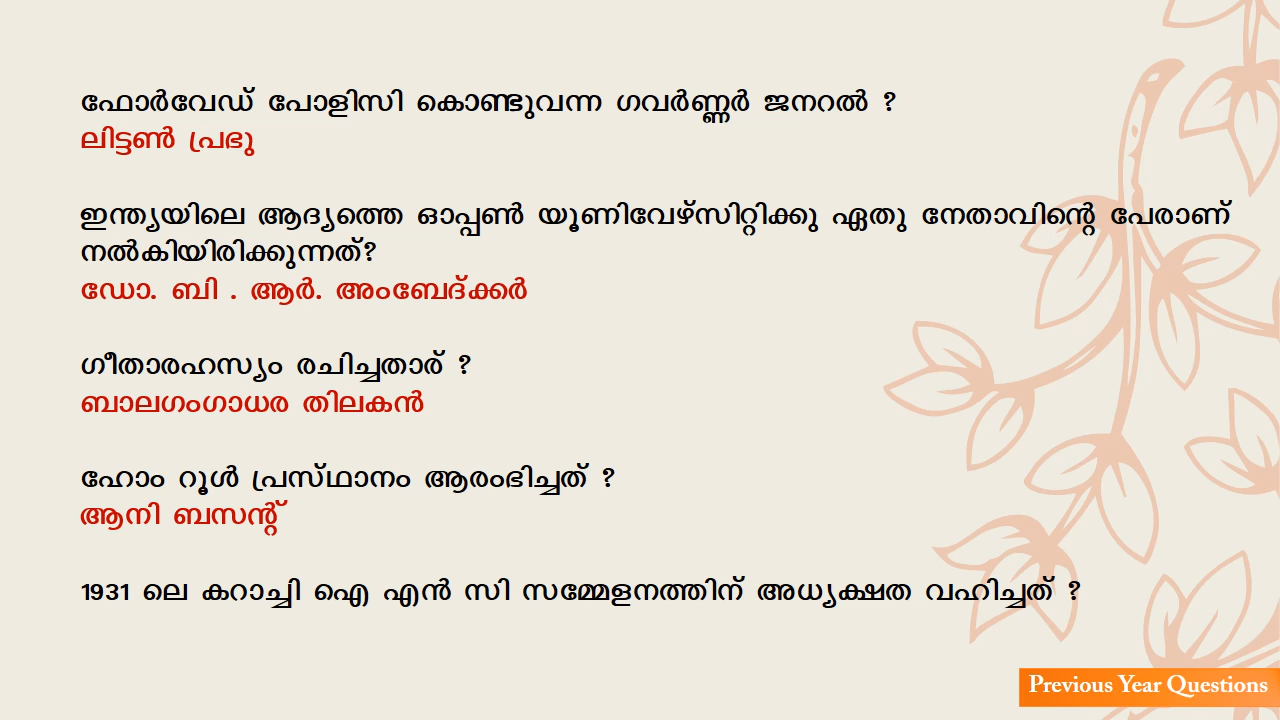 ഫോർവേഡ് പോളിസി കൊണ്ടുവന്ന ഗവർണ്ണർ ജനറൽ ?
ലിട്ടൺ പ്രഭു
ഇന്ത്യയിലെ ആദ്യത്തെ ഓപ്പൺ യൂണിവേഴ്സിറ്റിക്കു ഏതു നേതാവിന്റെ പേരാണ്
നൽകിയിരിക്കുന്നത്?
ഡോ. ബി . ആർ. അംബേദ്ക്കർ
ഗീതാരഹസ്യം രചിച്ചതാര് ?
ബാലഗംഗാധര തിലകൻ
ഹോം റൂൾ പ്രസ്ഥാനം ആരംഭിച്ചത് ?
ആനി ബസന്റ്
1931 ലെ കറാച്ചി ഐ എൻ സി സമ്മേളനത്തിന് അധ്യക്ഷത വഹിച്ചത് ?
Previous Year Questions